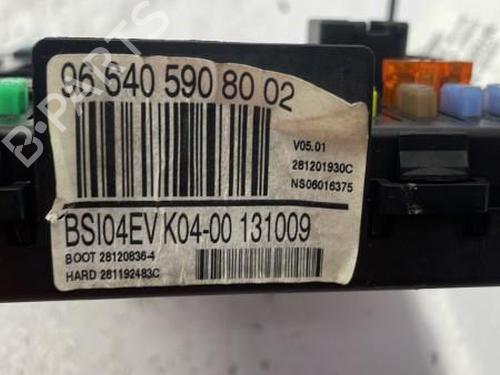 B-PARTS
96 640 590 80 02
V05.01
281201930C
NS06016375
BSI04EV K04-00 131009
BOOT 28120836-4
HARD 281192483C